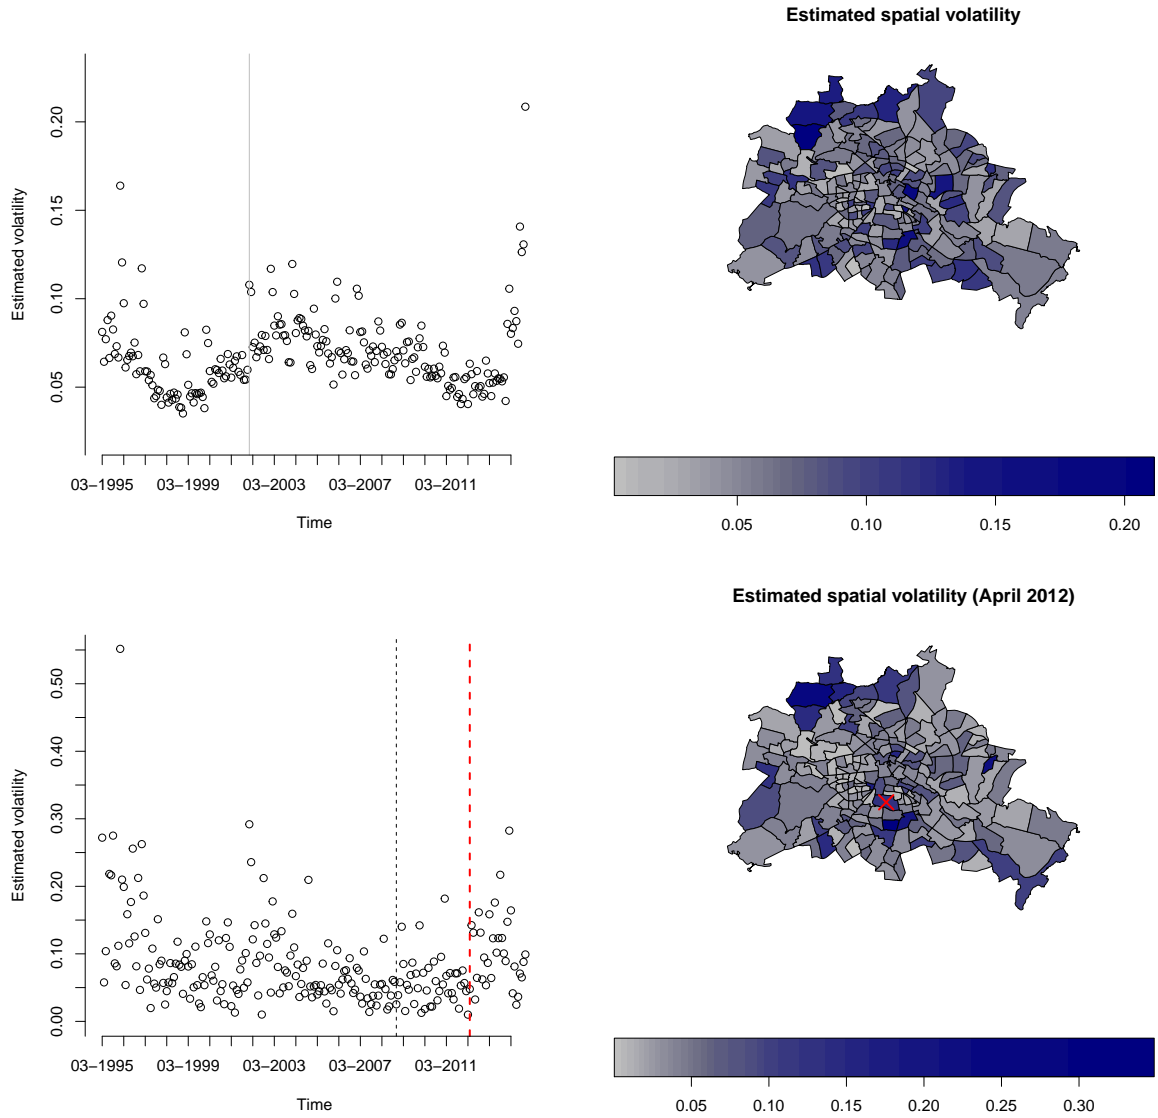 Estimated spatial volatility
Estimated volatility
0.20
0.15
0.10
0.05
03−1995 03−1999 03−2003 03−2007 03−2011
Time
0.05 0.10 0.15 0.20
Estimated spatial volatility (April 2012)
Estimated volatility
0.50
0.40
0.30
0.20
0.10
0.00
03−1995 03−1999 03−2003 03−2007 03−2011
Time
0.05 0.10 0.15 0.20 0.25 0.30